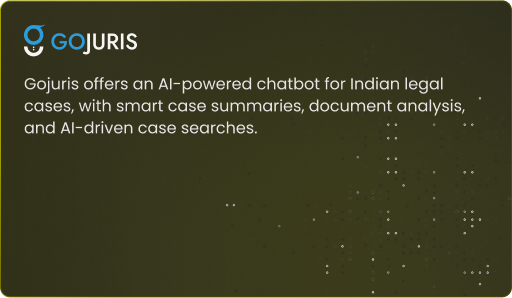 GOJURIS
Gojuris offers an AI-powered chatbot for Indian legal
cases, with smart case summaries, document analysis,
and AI-driven case searches.